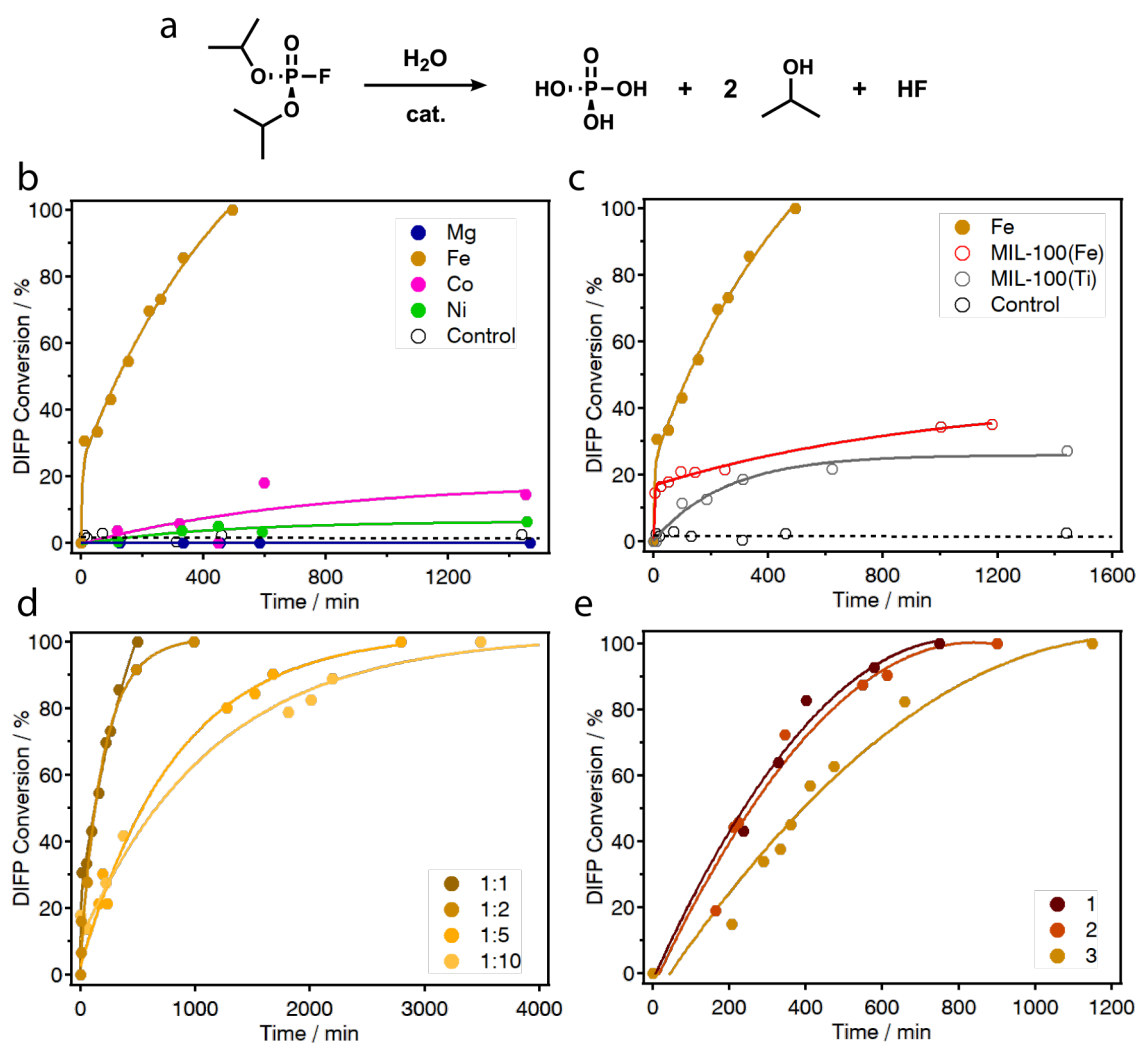 a
O
O
P
F
O
H₂O
cat.
O
HO
P
OH
OH
+
2
OH
+
HF
b
DIFP Conversion / %
100
80
60
40
20
0
Mg
Fe
Co
Ni
Control
0
400
800
1200
Time / min
c
DIFP Conversion / %
100
80
60
40
20
0
Fe
MIL-100(Fe)
MIL-100(Ti)
Control
0
400
800
1200
1600
Time / min
d
DIFP Conversion / %
100
80
60
40
20
0
1:1
1:2
1:5
1:10
0
1000
2000
3000
4000
Time / min
e
DIFP Conversion / %
100
80
60
40
20
0
1
2
3
0
200
400
600
800
1000
1200
Time / min